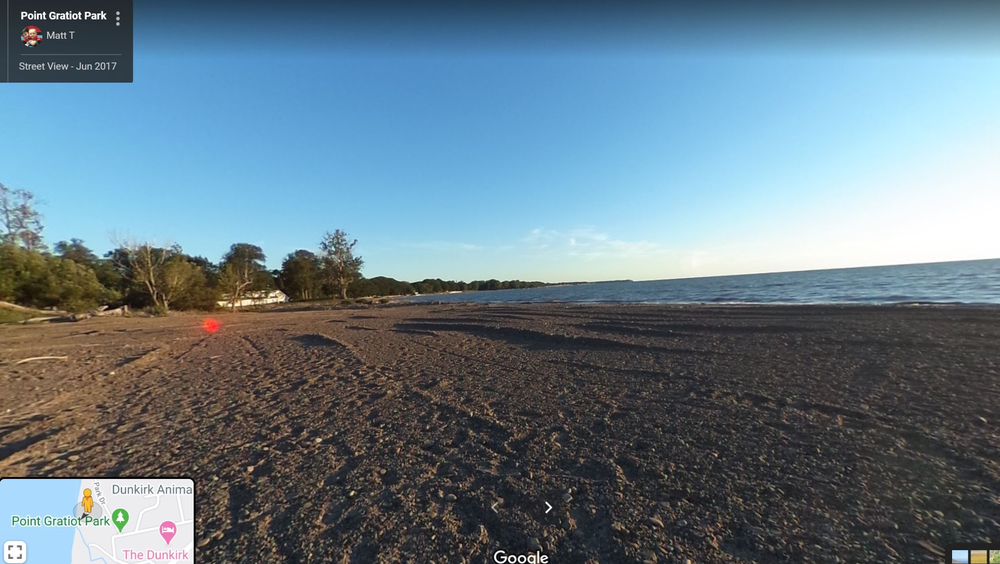 Point Gratiot Park
Matt T
Street View - Jun 2017
Park Dr
Dunkirk Anima
Point Gratiot Park
The Dunkirk
Google